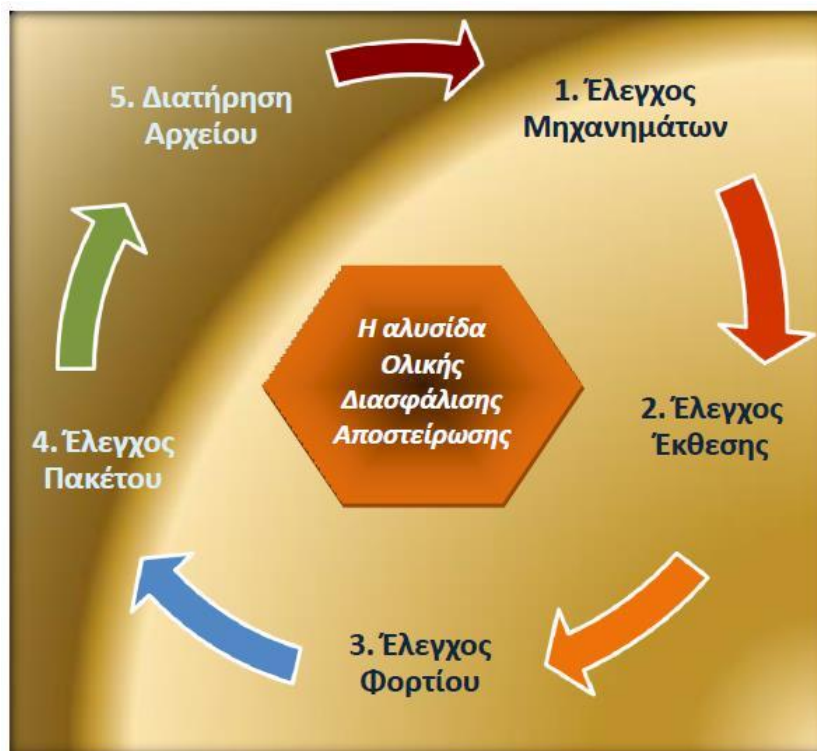 5. Διατήρηση
Αρχείου
1. Έλεγχος
Μηχανημάτων
Η αλυσίδα
Ολικής
Διασφάλισης
Αποστείρωσης
2. Έλεγχος
Έκθεσης
4. Έλεγχος
Πακέτου
3. Έλεγχος
Φορτίου